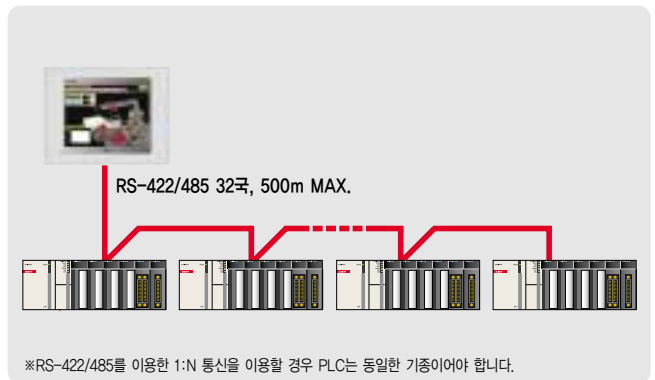 RS-422/485 32국, 500m MAX.
※RS-422/485를 이용한 1:N 통신을 이용할 경우 PLC는 동일한 기종이어야 합니다.